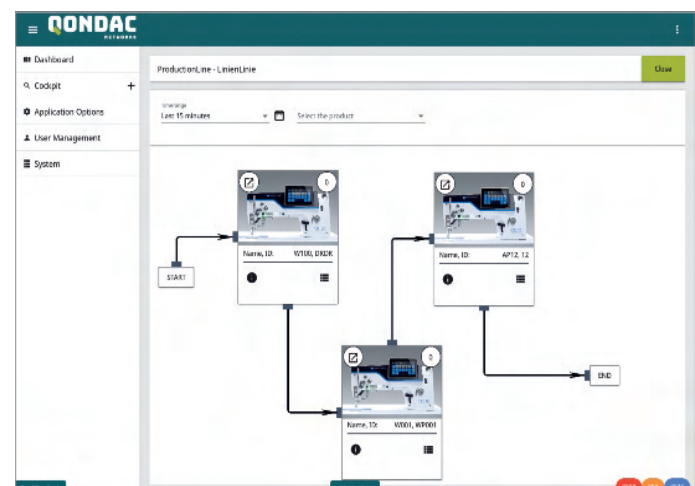 QONDAC
NETWORKS
Dashboard
Cockpit +
Application Options
User Management
System
ProductionLine - LinienLinie
Close
Timerange
Last 15 minutes
Select the product
0
0
Name, ID: W100, DRDR
Name, ID: AP12, 12
START
0
END
Name, ID: W001, WP001